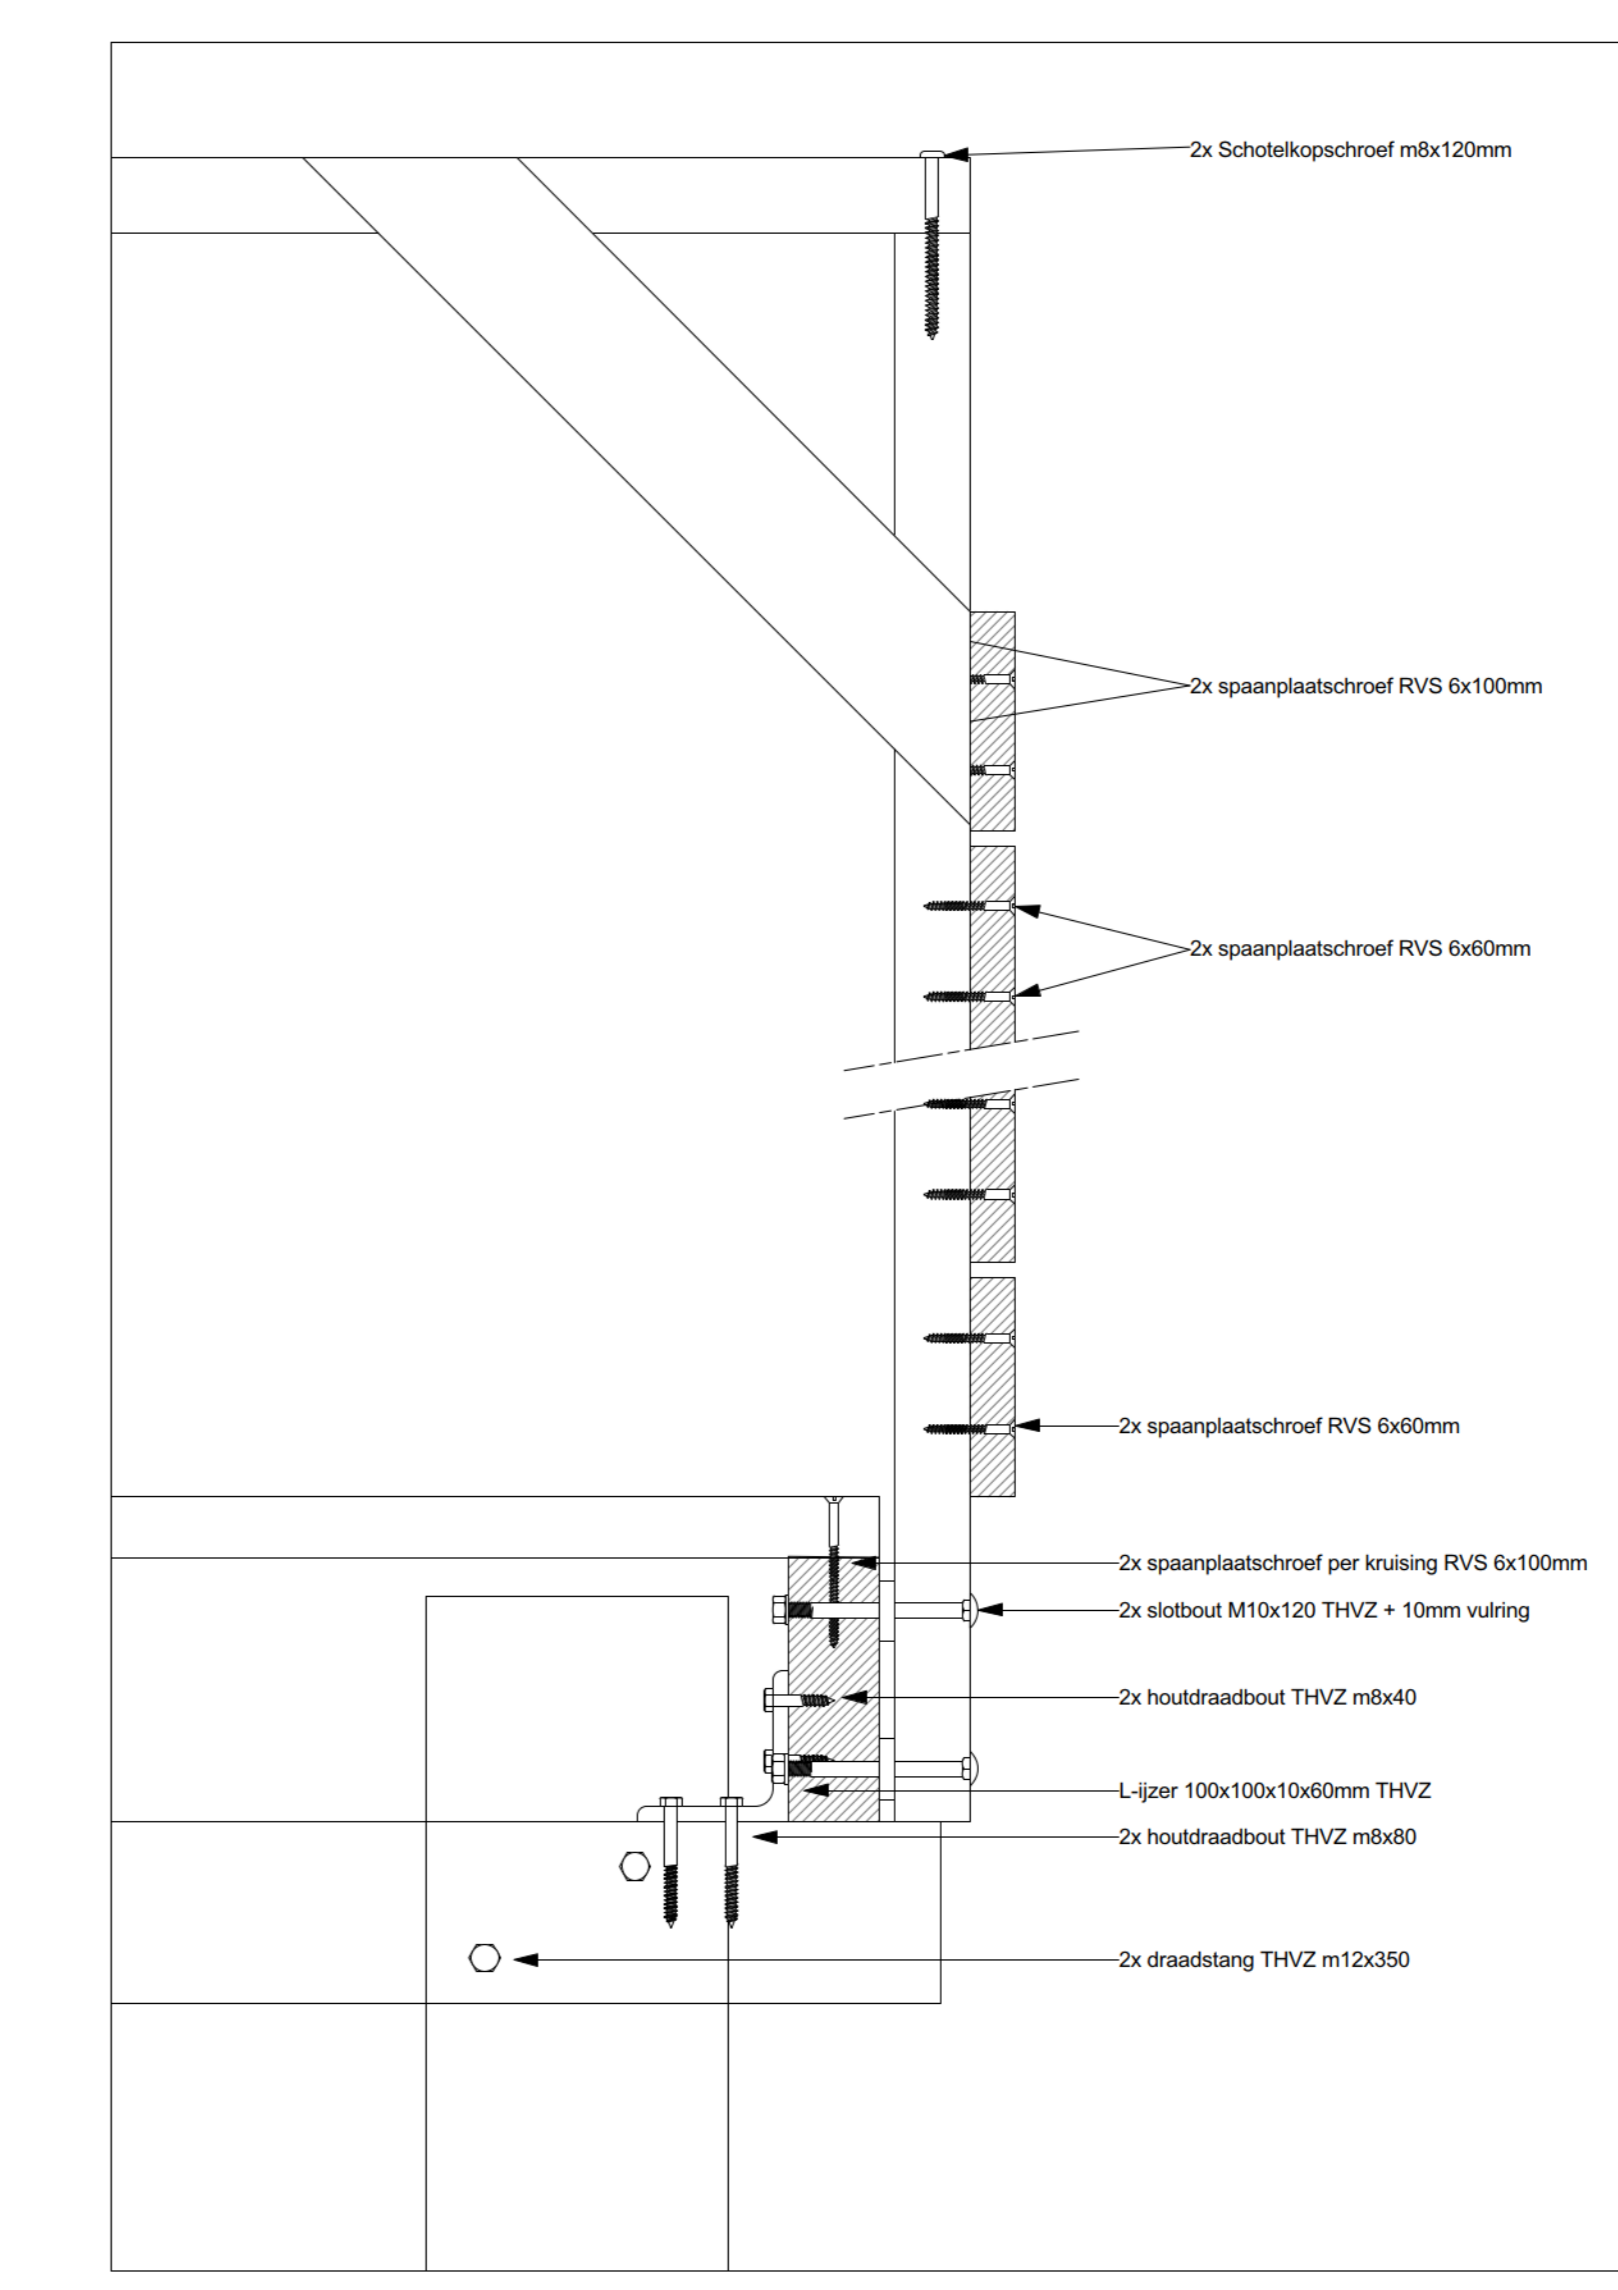 2x Schotelkopschroef m8x120mm
2x spaanplaatschroef RVS 6x100mm
2x spaanplaatschroef RVS 6x60mm
2x spaanplaatschroef RVS 6x60mm
2x spaanplaatschroef per kruising RVS 6x100mm
2x slotbout M10x120 THVZ + 10mm vulring
2x houtdraadbout THVZ m8x40
L-ijzer 100x100x10x60mm THVZ
2x houtdraadbout THVZ m8x80
2x draadstang THVZ m12x350